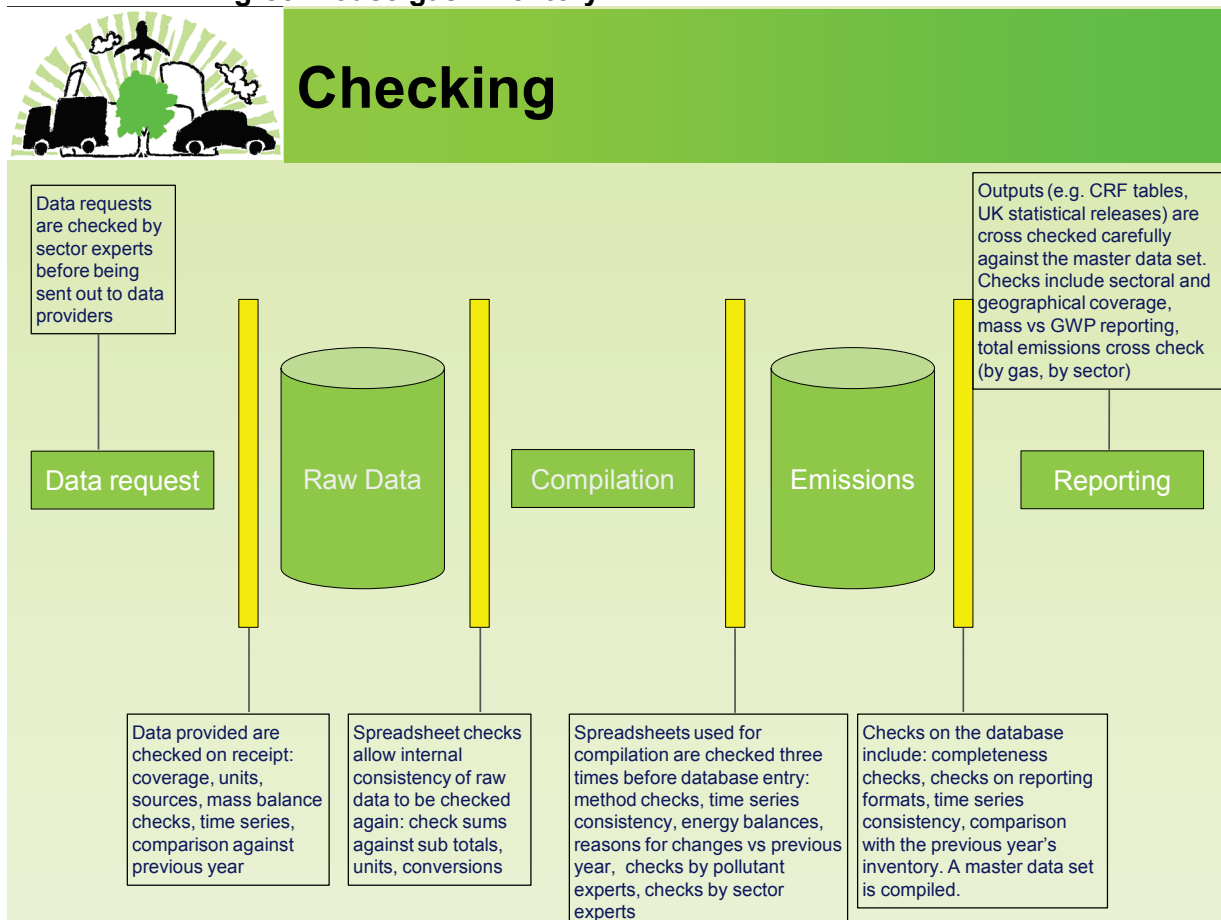 Checking
Data requests
are checked by
sector experts
before being
sent out to data
providers
Outputs (e.g. CRF tables,
UK statistical releases) are
cross checked carefully
against the master data set.
Checks include sectoral and
geographical coverage,
mass vs GWP reporting,
total emissions cross check
(by gas, by sector)
Data request
Raw Data
Compilation
Emissions
Reporting
Data provided are
checked on receipt:
coverage, units,
sources, mass balance
checks, time series,
comparison against
previous year
Spreadsheet checks
allow internal
consistency of raw
data to be checked
again: check sums
against sub totals,
units, conversions
Spreadsheets used for
compilation are checked three
times before database entry:
method checks, time series
consistency, energy balances,
reasons for changes vs previous
year,  checks by pollutant
experts, checks by sector
experts
Checks on the database
include: completeness
checks, checks on reporting
formats, time series
consistency, comparison
with the previous year's
inventory. A master data set
is compiled.